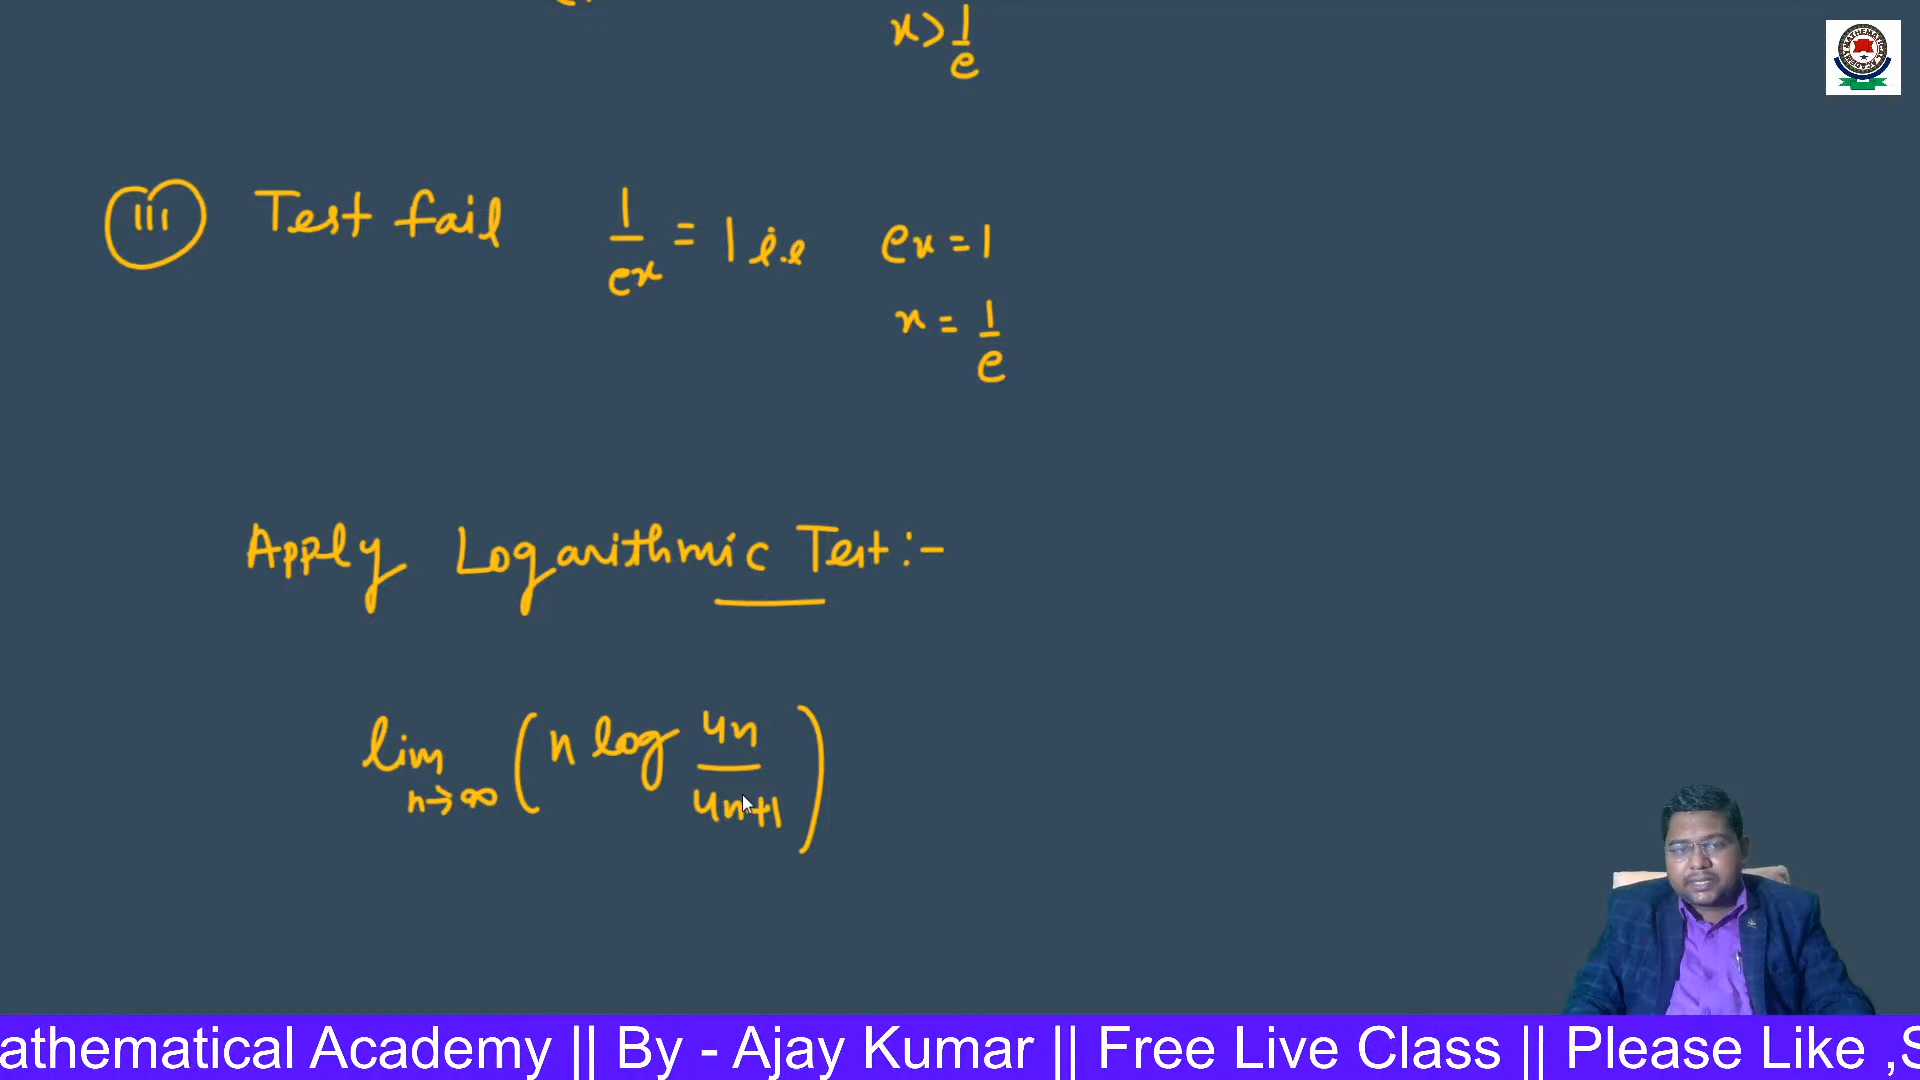 x > 1/e
(iii) Test fail 1/ex = 1 i.e ex = 1
x = 1/e
Apply Logarithmic Test :-
lim n→∞ (n log un/un+1)
athematical Academy || By - Ajay Kumar || Free Live Class || Please Like ,S